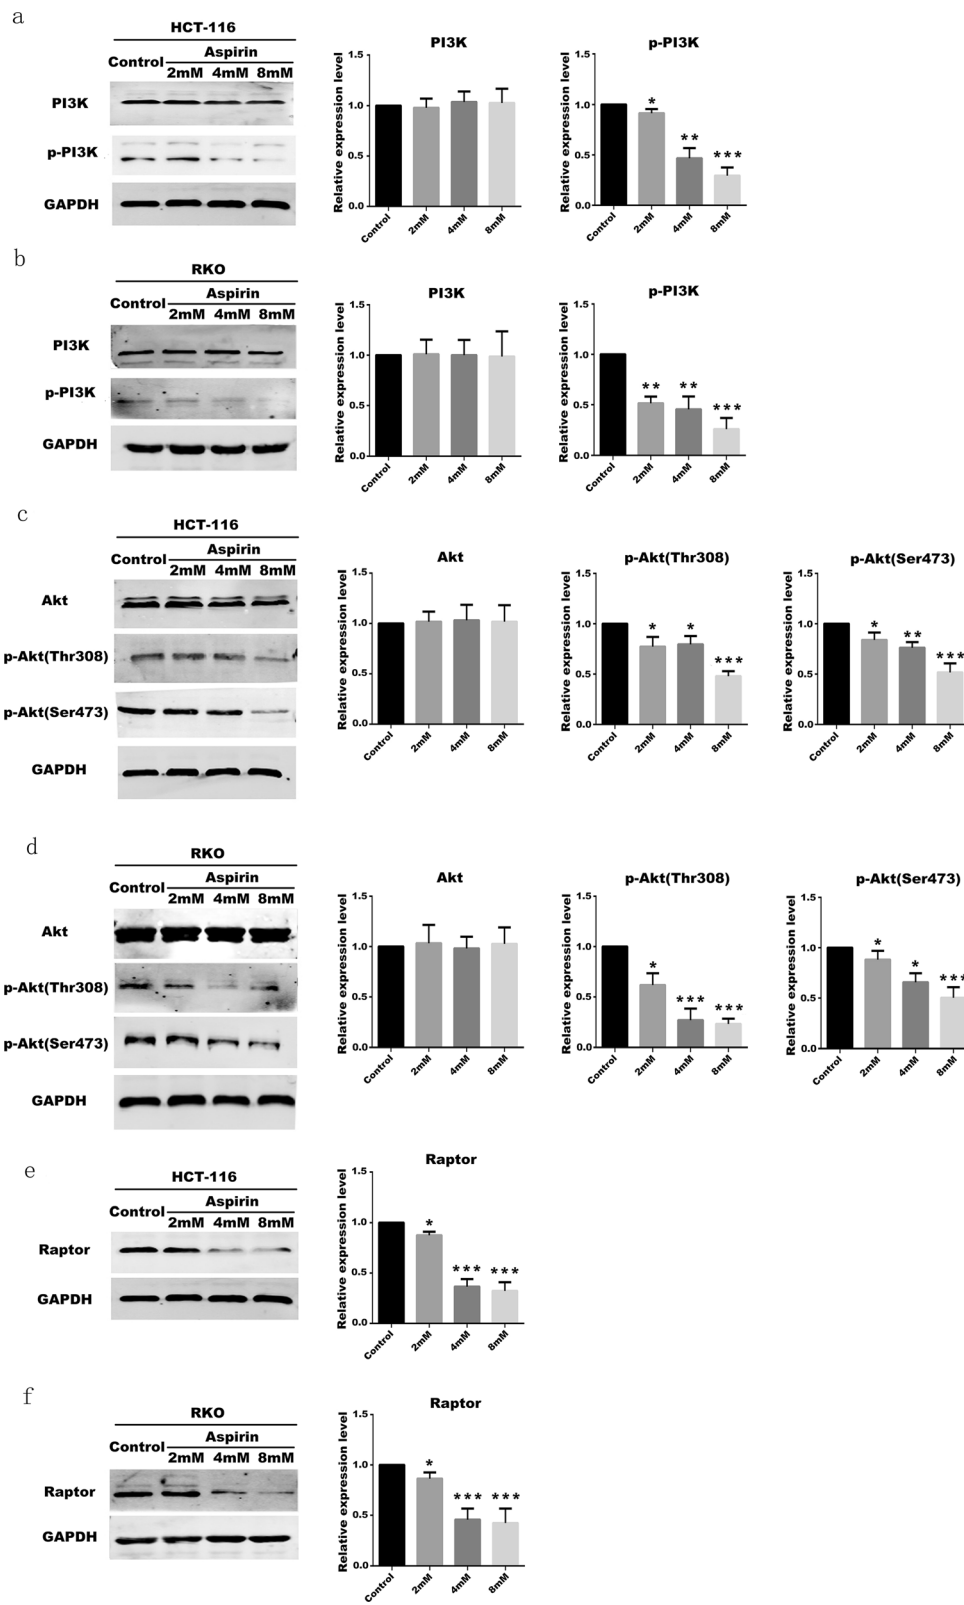 a
HCT-116
Control
Aspirin
2mM 4mM 8mM
PI3K
p-PI3K
GAPDH
PI3K
Relative expression level
1.5
1.0
0.5
0.0
Control
2mM
4mM
8mM
p-PI3K
Relative expression level
1.5
1.0
0.5
0.0
*
**
***
Control
2mM
4mM
8mM
b
RKO
Control
Aspirin
2mM 4mM 8mM
PI3K
p-PI3K
GAPDH
PI3K
Relative expression level
1.5
1.0
0.5
0.0
Control
2mM
4mM
8mM
p-PI3K
Relative expression level
1.5
1.0
0.5
0.0
**
**
***
Control
2mM
4mM
8mM
c
HCT-116
Control
Aspirin
2mM 4mM 8mM
Akt
p-Akt(Thr308)
p-Akt(Ser473)
GAPDH
Akt
Relative expression level
1.5
1.0
0.5
0.0
Control
2mM
4mM
8mM
p-Akt(Thr308)
Relative expression level
1.5
1.0
0.5
0.0
*
*
***
Control
2mM
4mM
8mM
p-Akt(Ser473)
Relative expression level
1.5
1.0
0.5
0.0
*
**
***
Control
2mM
4mM
8mM
d
RKO
Control
Aspirin
2mM 4mM 8mM
Akt
p-Akt(Thr308)
p-Akt(Ser473)
GAPDH
Akt
Relative expression level
1.5
1.0
0.5
0.0
Control
2mM
4mM
8mM
p-Akt(Thr308)
Relative expression level
1.5
1.0
0.5
0.0
*
***
***
Control
2mM
4mM
8mM
p-Akt(Ser473)
Relative expression level
1.5
1.0
0.5
0.0
*
*
***
Control
2mM
4mM
8mM
e
HCT-116
Control
Aspirin
2mM 4mM 8mM
Raptor
GAPDH
Raptor
Relative expression level
1.5
1.0
0.5
0.0
*
***
***
Control
2mM
4mM
8mM
f
RKO
Control
Aspirin
2mM 4mM 8mM
Raptor
GAPDH
Raptor
Relative expression level
1.5
1.0
0.5
0.0
*
***
***
Control
2mM
4mM
8mM